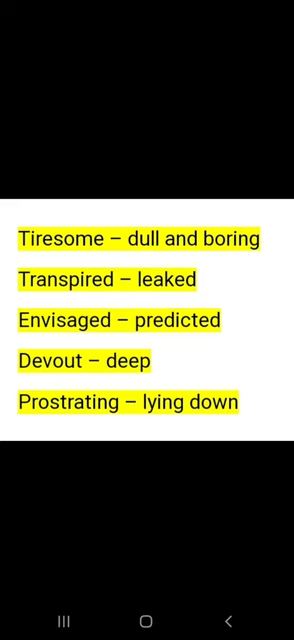 Tiresome – dull and boring
Transpired – leaked
Envisaged – predicted
Devout – deep
Prostrating – lying down